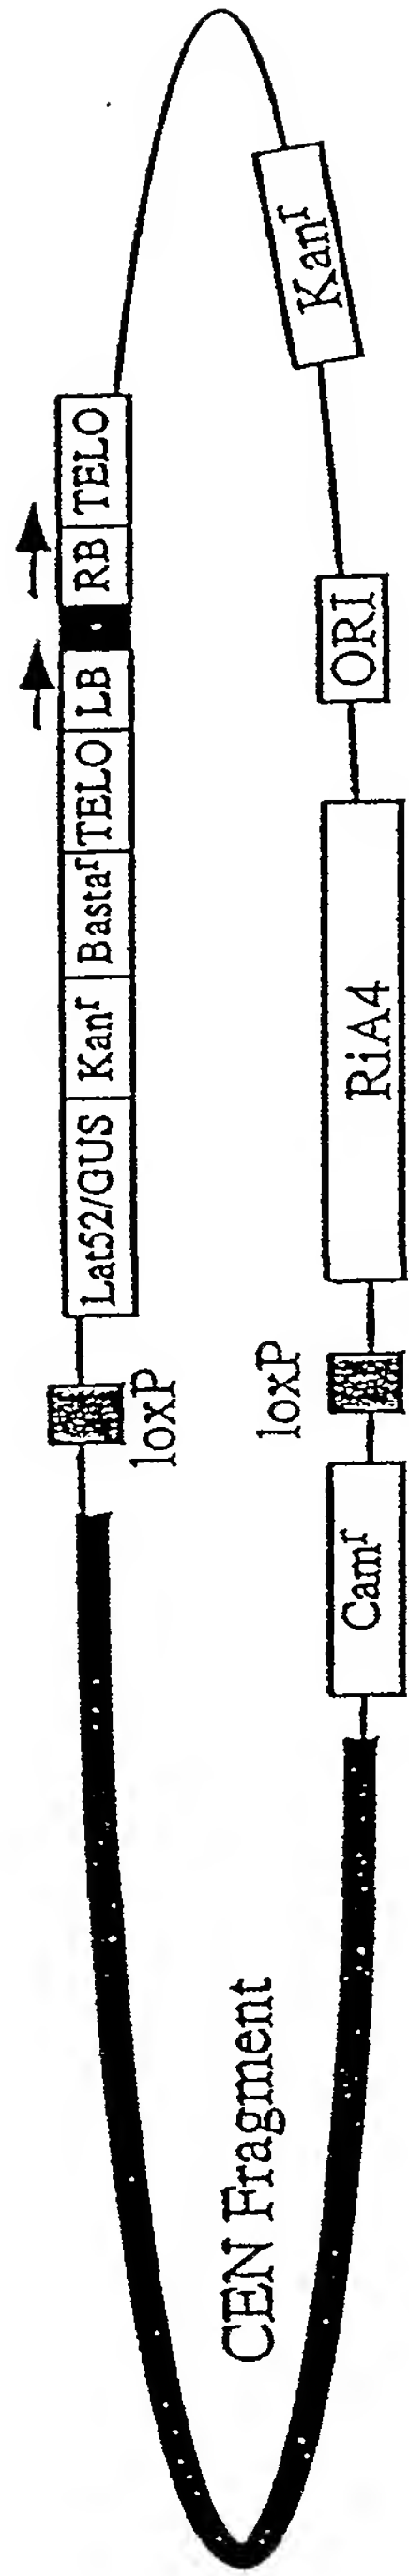 Lat52/GUS
Kanʳ
Bastaʳ
TELO
LB
RB
TELO
loxP
Kanʳ
loxP
ORI
RiA4
Camʳ
CEN Fragment